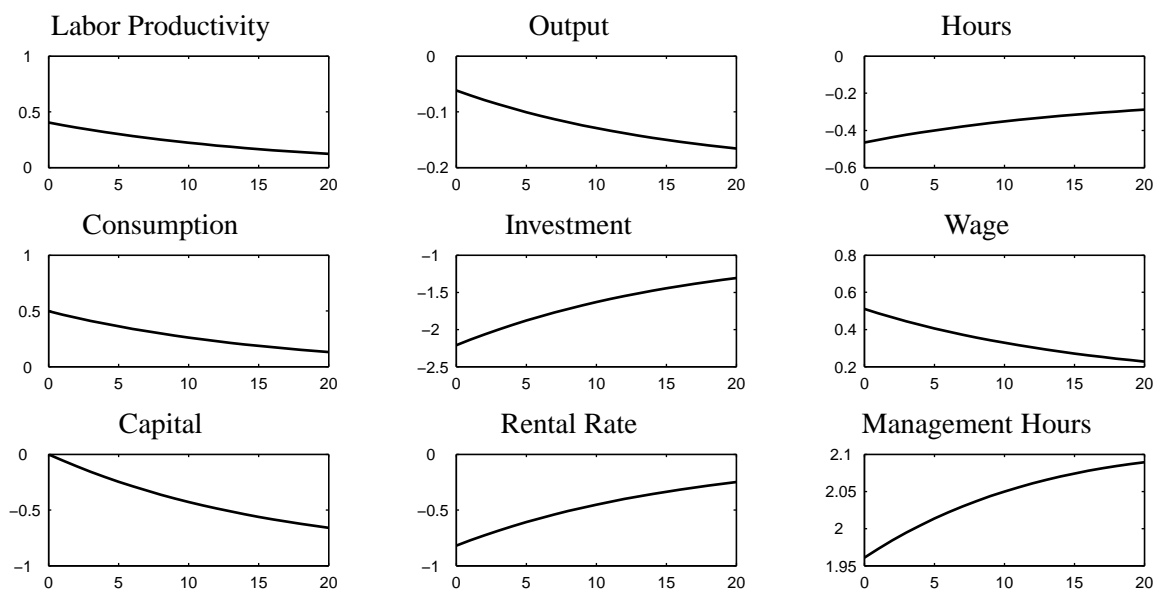 Labor Productivity Output Hours
1 0 0
0.5 −0.1 −0.2
−0.4
0 −0.2 −0.6
0 5 10 15 20 0 5 10 15 20 0 5 10 15 20
Consumption Investment Wage
1 −1 0.8
−1.5 0.6
0.5
−2 0.4
0 −2.5 0.2
0 5 10 15 20 0 5 10 15 20 0 5 10 15 20
Capital Rental Rate Management Hours
0 0 2.1
2.05
−0.5 −0.5
2
−1 −1 1.95
0 5 10 15 20 0 5 10 15 20 0 5 10 15 20